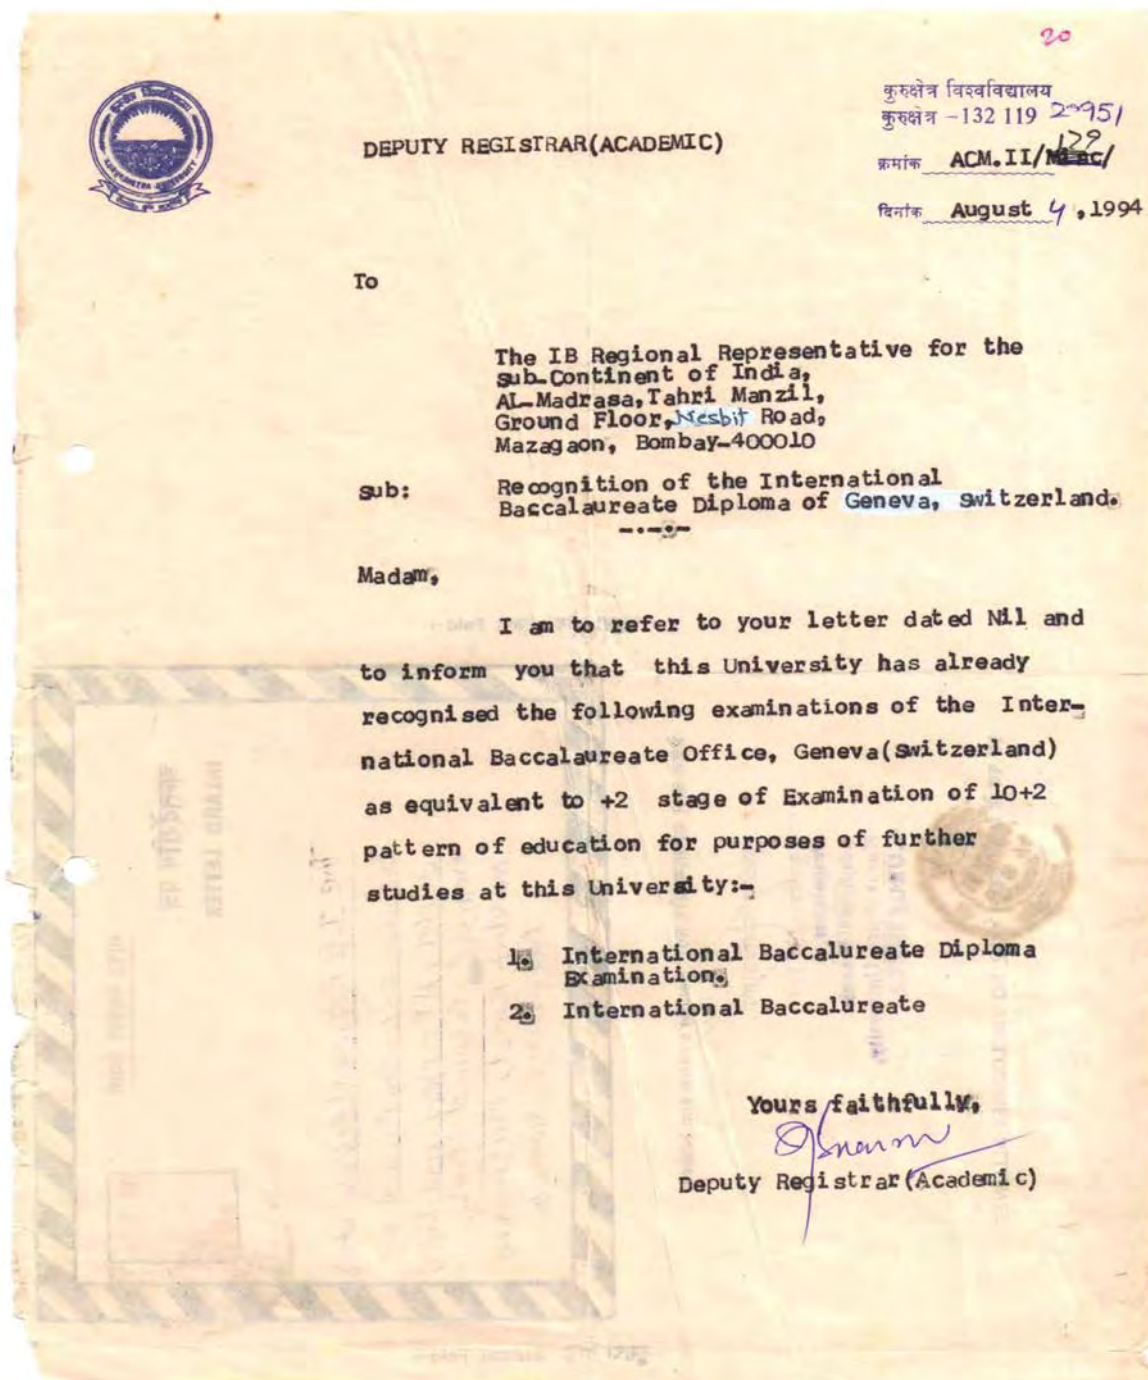 20
कुरुक्षेत्र विश्वविद्यालय
कुरुक्षेत्र -132 119
DEPUTY REGISTRAR(ACADEMIC)
क्रमांक ACM.II/
दिनांक August 4, 1994
To
The IB Regional Representative for the
sub-Continent of India,
AL-Madrasa, Tahri Manzil,
Ground Floor, Nesbit Road,
Mazagaon, Bombay-400010
sub: Recognition of the International
Baccalaureate Diploma of Geneva, switzerland.
Madam,
I am to refer to your letter dated Nil and
to inform you that this University has already
recognised the following examinations of the Inter-
national Baccalaureate Office, Geneva(switzerland)
as equivalent to +2 stage of Examination of 10+2
pattern of education for purposes of further
studies at this University:-
1. International Baccalureate Diploma
Examination.
2. International Baccalureate
Yours faithfully,
Deputy Registrar(Academic)
INLAND LETTER